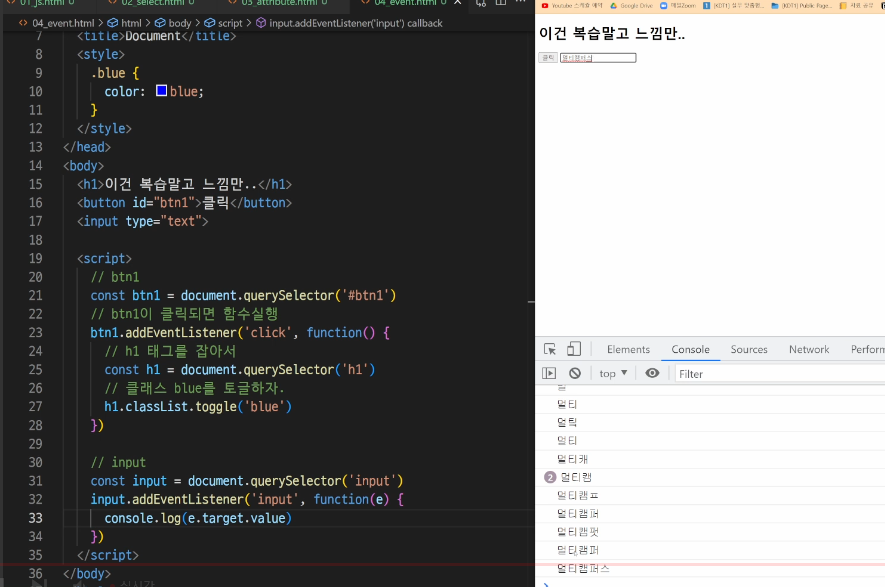 01_js.html U 02_select.html U 03_attribute.html U 04_event.html U
04_event.html > html > body > script > input.addEventListener('input') callback
7 <title>Document</title>
8 <style>
9 .blue {
10 color: blue;
11 }
12 </style>
13 </head>
14 <body>
15 <h1>이건 복습말고 느낌만..</h1>
16 <button id="btn1">클릭</button>
17 <input type="text">
18
19 <script>
20 // btn1
21 const btn1 = document.querySelector('#btn1')
22 // btn1이 클릭되면 함수실행
23 btn1.addEventListener('click', function() {
24 // h1 태그를 잡아서
25 const h1 = document.querySelector('h1')
26 // 클래스 blue를 토글하자.
27 h1.classList.toggle('blue')
28 })
29
30 // input
31 const input = document.querySelector('input')
32 input.addEventListener('input', function(e) {
33 console.log(e.target.value)
34 })
35 </script>
36 </body>
Google Drive
이건 복습말고 느낌만..
클릭 멀티캠퍼스
Elements Console Sources Network Perform
top Filter
멀티
멀틱
멀티
멀티캐
2 멀티캠
멀티캠ㅍ
멀티캠퍼
멀티캠펏
멀티캠퍼
멀티캠퍼스